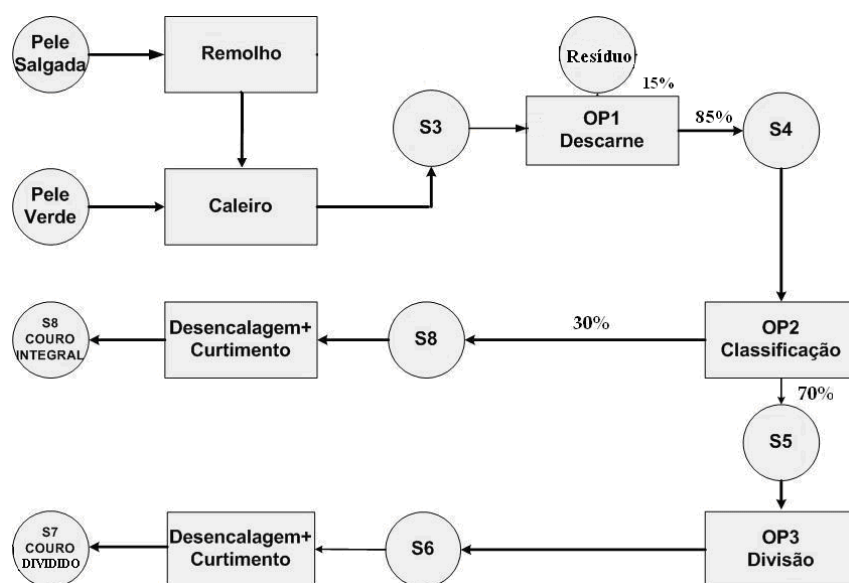 Pele
Salgada
Remolho
Resíduo
15%
S3
OP1
Descarne
85%
S4
Pele
Verde
Caleiro
S8
COURO
INTEGRAL
Desencalagem+
Curtimento
S8
30%
OP2
Classificação
70%
S5
S7
COURO
DIVIDIDO
Desencalagem+
Curtimento
S6
OP3
Divisão